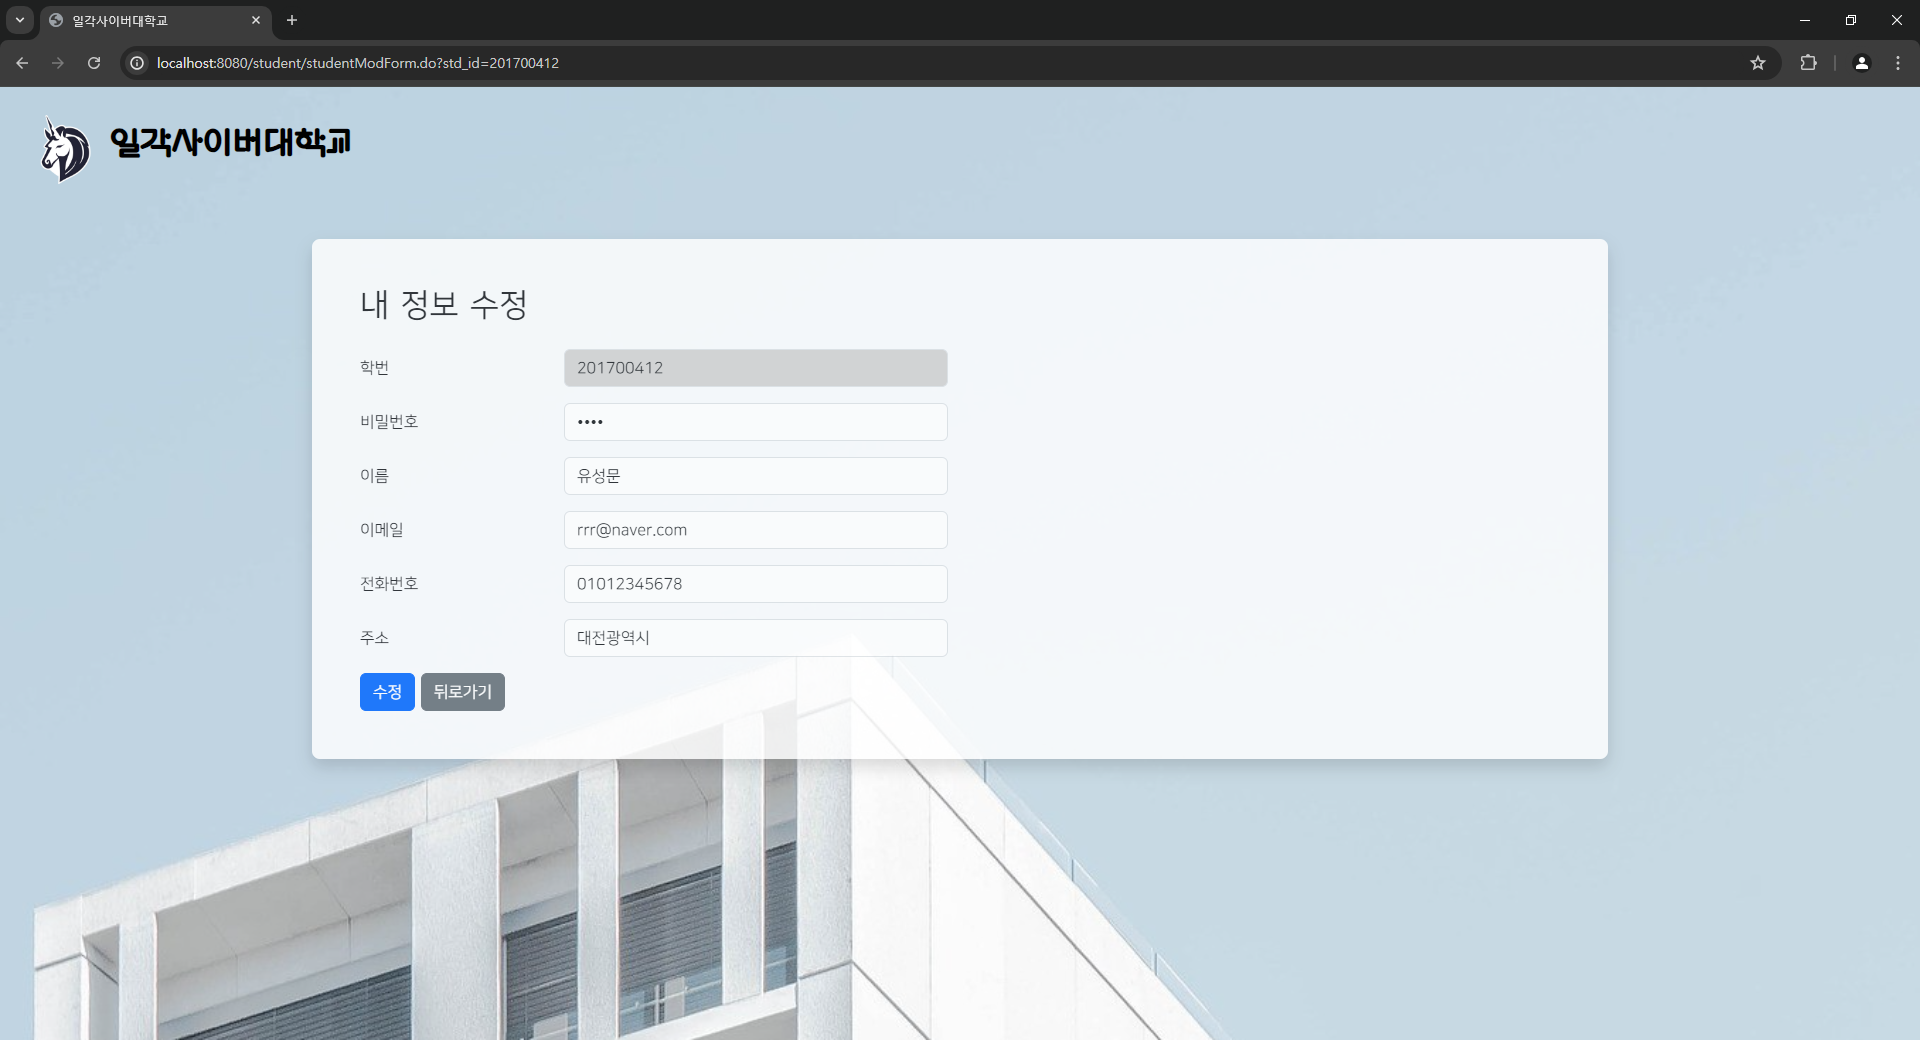 일각사이버대학교
localhost:8080/student/studentModForm.do?std_id=201700412
일각사이버대학교
내 정보 수정
학번 201700412
비밀번호 ••••
이름 유성문
이메일 rrr@naver.com
전화번호 01012345678
주소 대전광역시
수정 뒤로가기